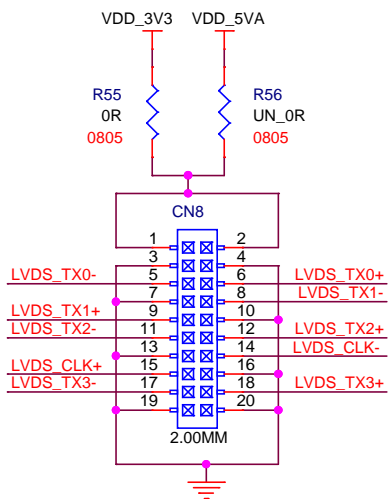 VDD_3V3 VDD_5VA
R55 R56
0R UN_0R
0805 0805
CN8
1 2
3 4
LVDS_TX0- 5 6 LVDS_TX0+
7 8 LVDS_TX1-
LVDS_TX1+ 9 10
LVDS_TX2- 11 12 LVDS_TX2+
13 14 LVDS_CLK-
LVDS_CLK+ 15 16
LVDS_TX3- 17 18 LVDS_TX3+
19 20
2.00MM